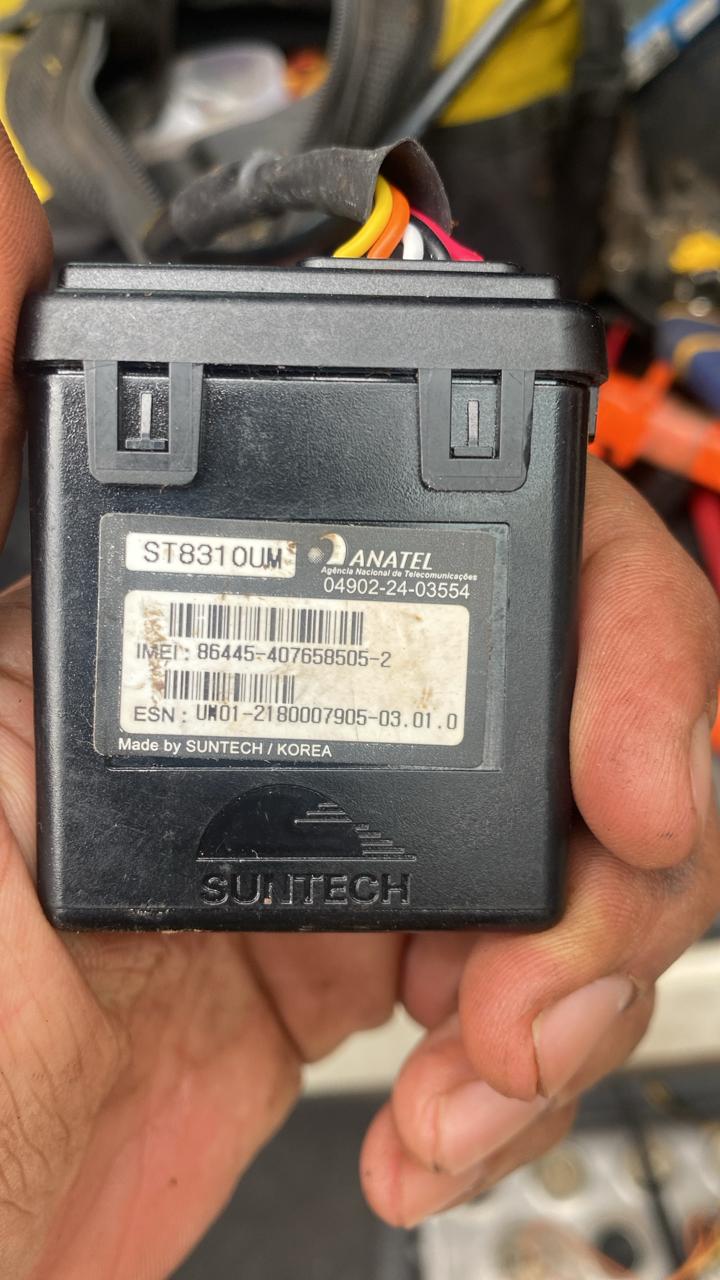 ST8310UM
ANATEL
Agência Nacional de Telecomunicações
04902-24-03554
IMEI: 86445-407658505-2
ESN: UM01-2180007905-03.01.0
Made by SUNTECH / KOREA
SUNTECH